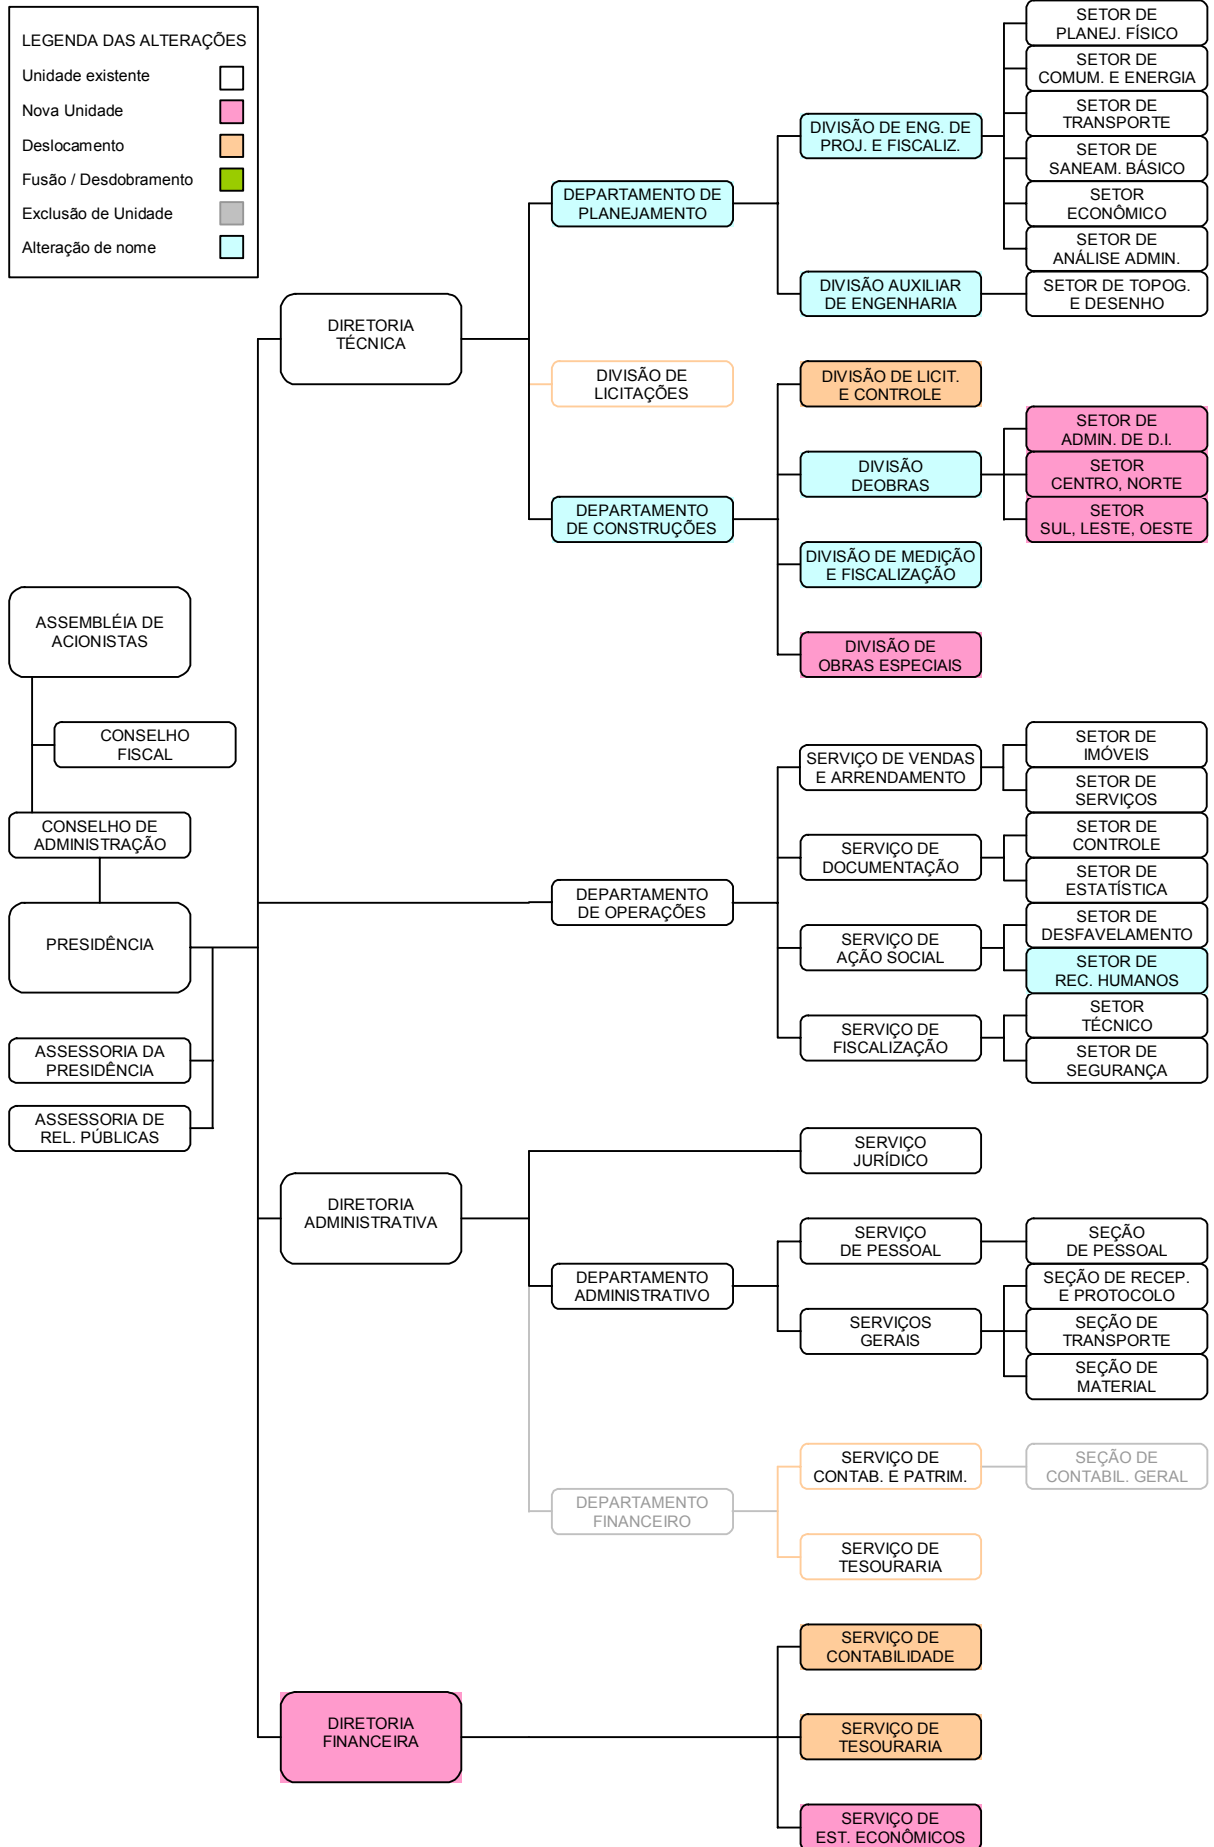 LEGENDA DAS ALTERAÇÕES
Unidade existente
Nova Unidade
Deslocamento
Fusão / Desdobramento
Exclusão de Unidade
Alteração de nome
SETOR DE
PLANEJ. FÍSICO
SETOR DE
COMUM. E ENERGIA
SETOR DE
TRANSPORTE
DIVISÃO DE ENG. DE
PROJ. E FISCALIZ.
SETOR DE
SANEAM. BÁSICO
DEPARTAMENTO DE
PLANEJAMENTO
SETOR
ECONÔMICO
SETOR DE
ANÁLISE ADMIN.
DIVISÃO AUXILIAR
DE ENGENHARIA
SETOR DE TOPOG.
E DESENHO
DIRETORIA
TÉCNICA
DIVISÃO DE
LICITAÇÕES
DIVISÃO DE LICIT.
E CONTROLE
SETOR DE
ADMIN. DE D.I.
DIVISÃO
DEOBRAS
SETOR
CENTRO, NORTE
DEPARTAMENTO
DE CONSTRUÇÕES
SETOR
SUL, LESTE, OESTE
DIVISÃO DE MEDIÇÃO
E FISCALIZAÇÃO
DIVISÃO DE
OBRAS ESPECIAIS
ASSEMBLÉIA DE
ACIONISTAS
CONSELHO
FISCAL
CONSELHO DE
ADMINISTRAÇÃO
PRESIDÊNCIA
ASSESSORIA DA
PRESIDÊNCIA
ASSESSORIA DE
REL. PÚBLICAS
SERVIÇO DE VENDAS
E ARRENDAMENTO
SETOR DE
IMÓVEIS
SETOR DE
SERVIÇOS
SERVIÇO DE
DOCUMENTAÇÃO
SETOR DE
CONTROLE
SETOR DE
ESTATÍSTICA
DEPARTAMENTO
DE OPERAÇÕES
SERVIÇO DE
AÇÃO SOCIAL
SETOR DE
DESFAVELAMENTO
SETOR DE
REC. HUMANOS
SERVIÇO DE
FISCALIZAÇÃO
SETOR
TÉCNICO
SETOR DE
SEGURANÇA
SERVIÇO
JURÍDICO
DIRETORIA
ADMINISTRATIVA
SERVIÇO
DE PESSOAL
SEÇÃO
DE PESSOAL
DEPARTAMENTO
ADMINISTRATIVO
SEÇÃO DE RECEP.
E PROTOCOLO
SERVIÇOS
GERAIS
SEÇÃO DE
TRANSPORTE
SEÇÃO DE
MATERIAL
SERVIÇO DE
CONTAB. E PATRIM.
SEÇÃO DE
CONTABIL. GERAL
DEPARTAMENTO
FINANCEIRO
SERVIÇO DE
TESOURARIA
SERVIÇO DE
CONTABILIDADE
DIRETORIA
FINANCEIRA
SERVIÇO DE
TESOURARIA
SERVIÇO DE
EST. ECONÔMICOS